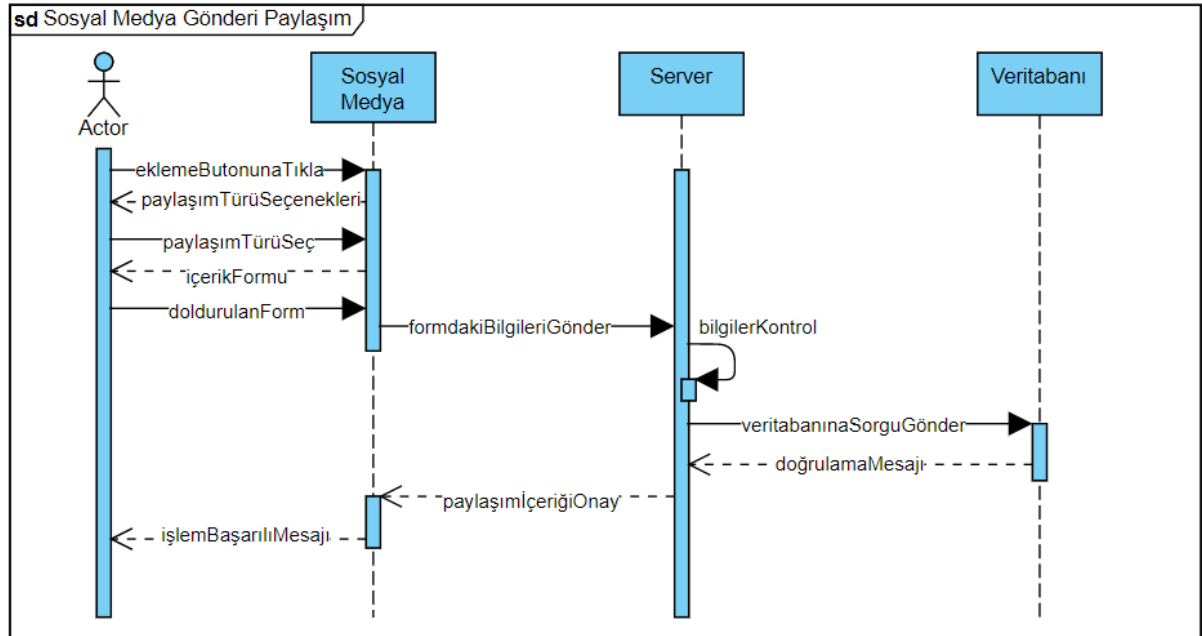 sd Sosyal Medya Gönderi Paylaşım
Actor
Sosyal
Medya
Server
Veritabanı
eklemeButonunaTıkla
paylaşımTürüSeçenekleri
paylaşımTürüSeç
içerikFormu
doldurulanForm
formdakiBilgileriGönder
bilgilerKontrol
veritabanınaSorguGönder
doğrulamaMesajı
paylaşımİçeriğiOnay
işlemBaşarılıMesajı